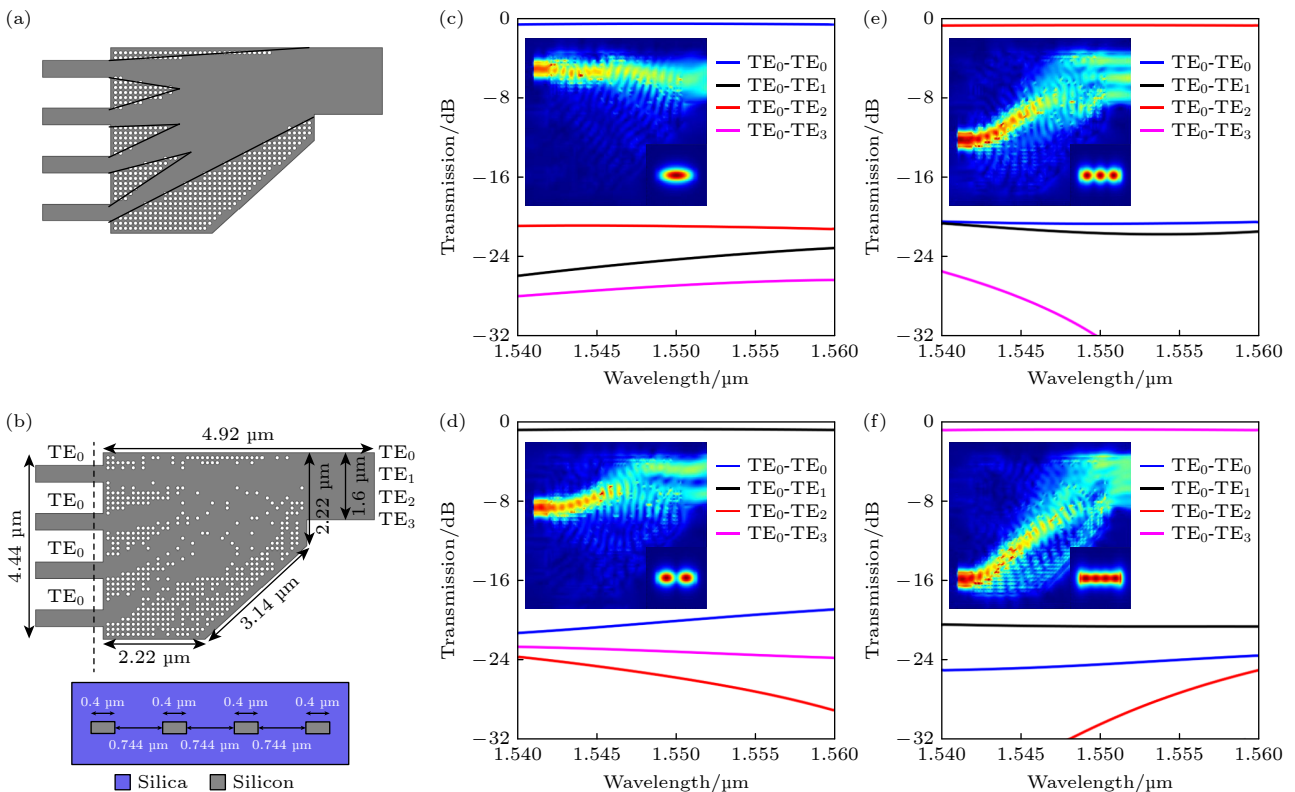 (a)
(b)
4.92 µm
TE₀
TE₀
TE₀
TE₀
TE₀
TE₁
TE₂
TE₃
4.44 µm
2.22 µm
1.6 µm
3.14 µm
2.22 µm
0.4 µm 0.4 µm 0.4 µm 0.4 µm
0.744 µm 0.744 µm 0.744 µm
Silica Silicon
(c)
Transmission/dB
0
−8
−16
−24
−32
TE₀-TE₀
TE₀-TE₁
TE₀-TE₂
TE₀-TE₃
1.540 1.545 1.550 1.555 1.560
Wavelength/µm
(e)
Transmission/dB
0
−8
−16
−24
−32
TE₀-TE₀
TE₀-TE₁
TE₀-TE₂
TE₀-TE₃
1.540 1.545 1.550 1.555 1.560
Wavelength/µm
(d)
Transmission/dB
0
−8
−16
−24
−32
TE₀-TE₀
TE₀-TE₁
TE₀-TE₂
TE₀-TE₃
1.540 1.545 1.550 1.555 1.560
Wavelength/µm
(f)
Transmission/dB
0
−8
−16
−24
−32
TE₀-TE₀
TE₀-TE₁
TE₀-TE₂
TE₀-TE₃
1.540 1.545 1.550 1.555 1.560
Wavelength/µm